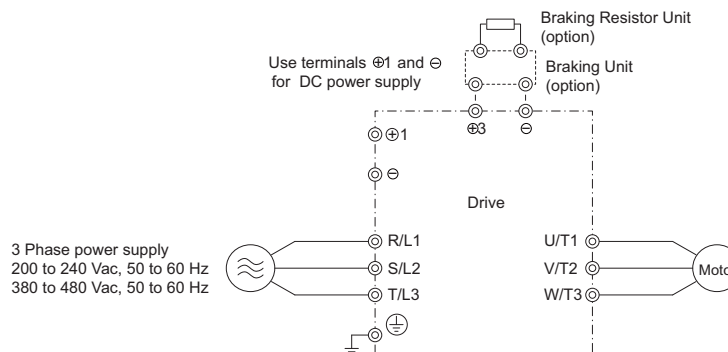 Braking Resistor Unit
(option)
Use terminals ⊕1 and ⊖
for DC power supply
Braking Unit
(option)
⊕3
⊖
⊕1
⊖
Drive
3 Phase power supply
200 to 240 Vac, 50 to 60 Hz
380 to 480 Vac, 50 to 60 Hz
R/L1
S/L2
T/L3
U/T1
V/T2
W/T3
Moto